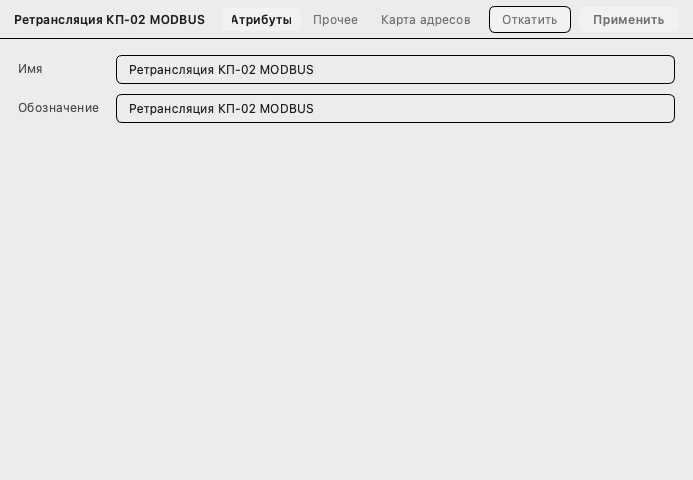 Ретрансляция КП-02 MODBUS Атрибуты Прочее Карта адресов Откатить Применить
Имя Ретрансляция КП-02 MODBUS
Обозначение Ретрансляция КП-02 MODBUS